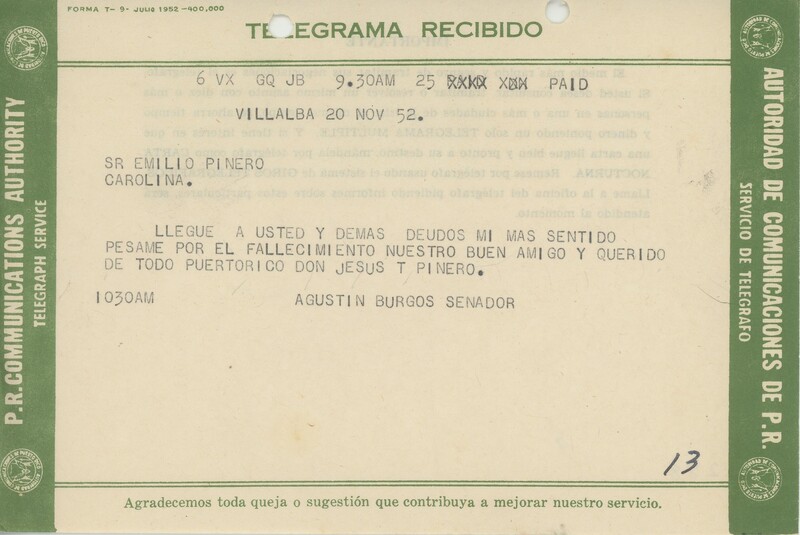 FORMA T- 9- JULIO 1952 -400,000
TELEGRAMA RECIBIDO
6 VX GQ JB 9.30AM 25 PAID
VILLALBA 20 NOV 52.
SR EMILIO PINERO
CAROLINA.
LLEGUE A USTED Y DEMAS DEUDOS MI MAS SENTIDO
PESAME POR EL FALLECIMIENTO NUESTRO BUEN AMIGO Y QUERIDO
DE TODO PUERTORICO DON JESUS T PINERO.
1030AM AGUSTIN BURGOS SENADOR
13
Agradecemos toda queja o sugestión que contribuya a mejorar nuestro servicio.
P.R. COMMUNICATIONS AUTHORITY
TELEGRAPH SERVICE
AUTORIDAD DE COMUNICACIONES DE P.R.
SERVICIO DE TELEGRAFO